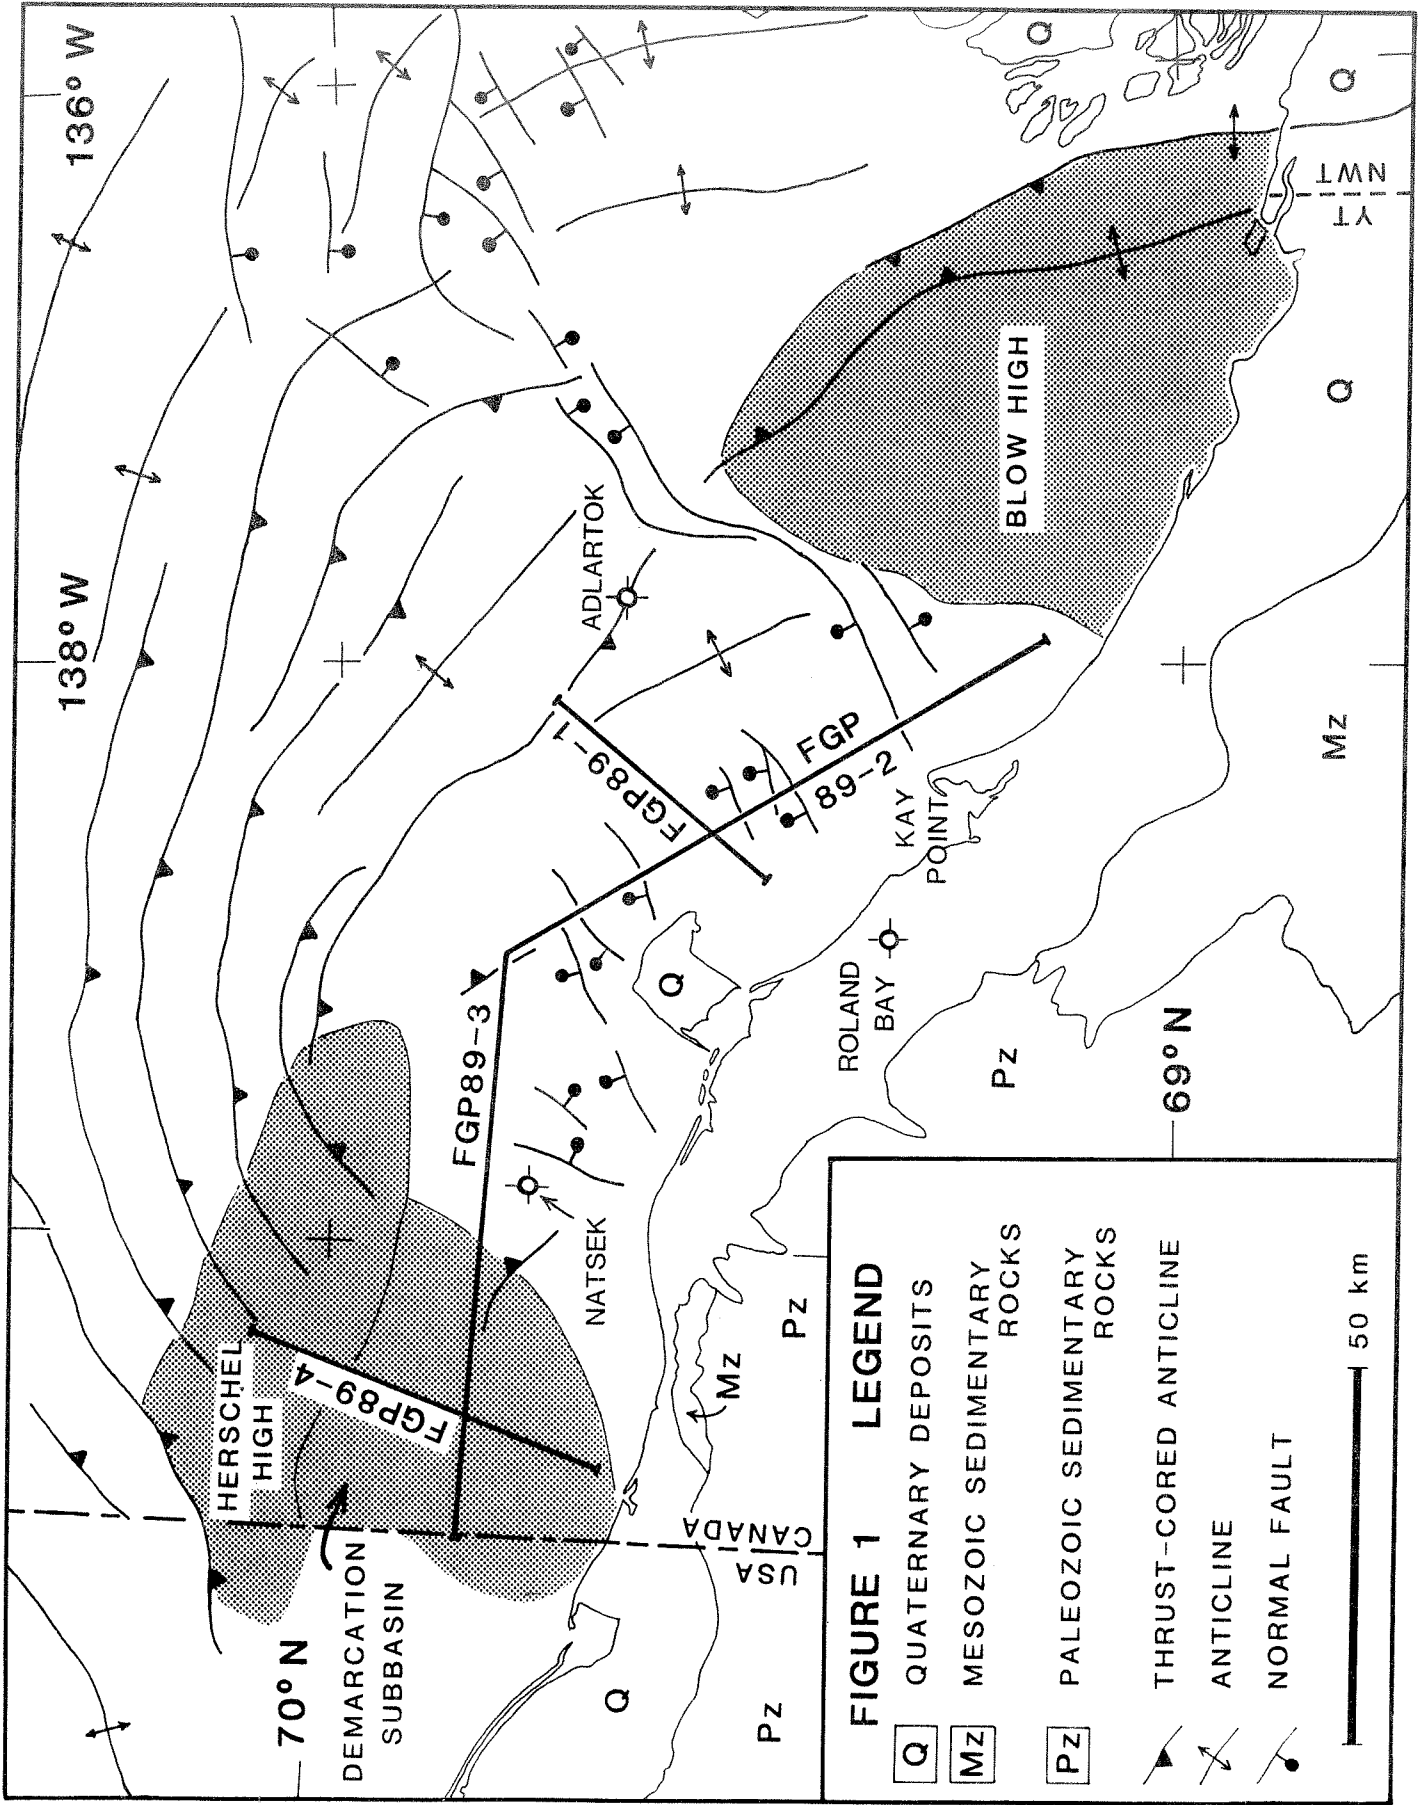 136° W
138° W
70° N
69° N
Q
Q
Q
NWT
YT
BLOW HIGH
ADLARTOK
FGP89-1
FGP
89-2
KAY
POINT
Mz
Q
ROLAND
BAY
FGP89-3
Pz
NATSEK
HERSCHEL
HIGH
FGP89-4
Mz
Pz
CANADA
USA
DEMARCATION
SUBBASIN
Q
Pz
FIGURE 1 LEGEND
Q QUATERNARY DEPOSITS
Mz MESOZOIC SEDIMENTARY
ROCKS
Pz PALEOZOIC SEDIMENTARY
ROCKS
THRUST-CORED ANTICLINE
ANTICLINE
NORMAL FAULT
50 km